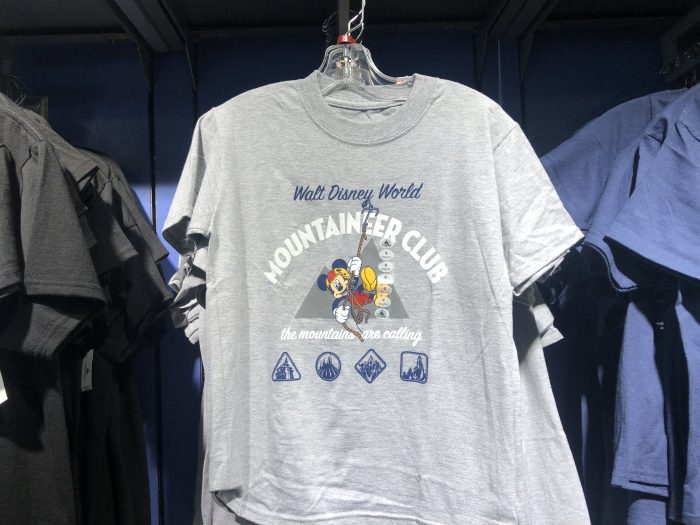 Walt Disney World
MOUNTAINEER CLUB
the mountains are calling